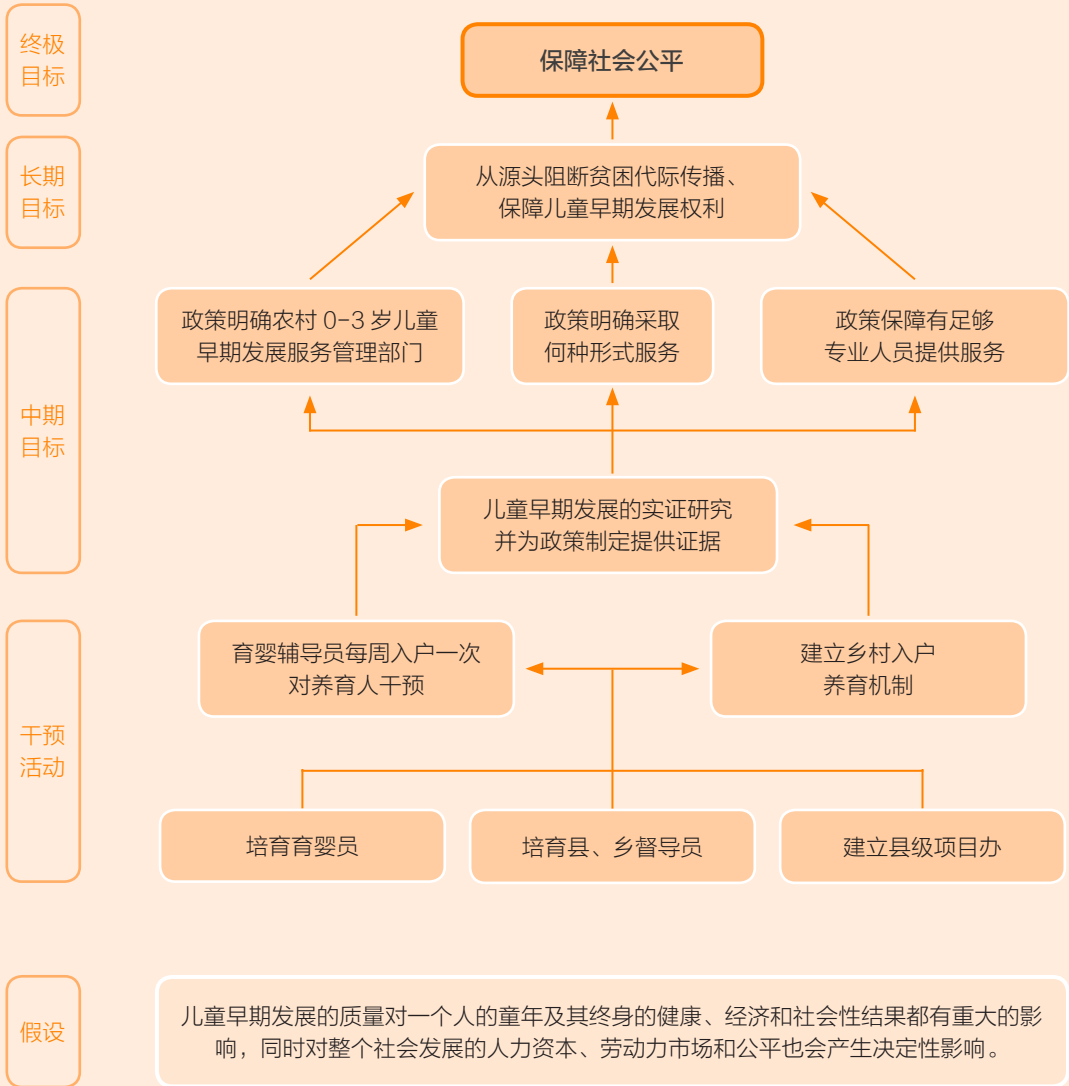 终极
目标
保障社会公平
长期
目标
从源头阻断贫困代际传播、
保障儿童早期发展权利
中期
目标
政策明确农村 0-3 岁儿童
早期发展服务管理部门
政策明确采取
何种形式服务
政策保障有足够
专业人员提供服务
儿童早期发展的实证研究
并为政策制定提供证据
干预
活动
育婴辅导员每周入户一次
对养育人干预
建立乡村入户
养育机制
培育育婴员
培育县、乡督导员
建立县级项目办
假设
儿童早期发展的质量对一个人的童年及其终身的健康、经济和社会性结果都有重大的影
响，同时对整个社会发展的人力资本、劳动力市场和公平也会产生决定性影响。